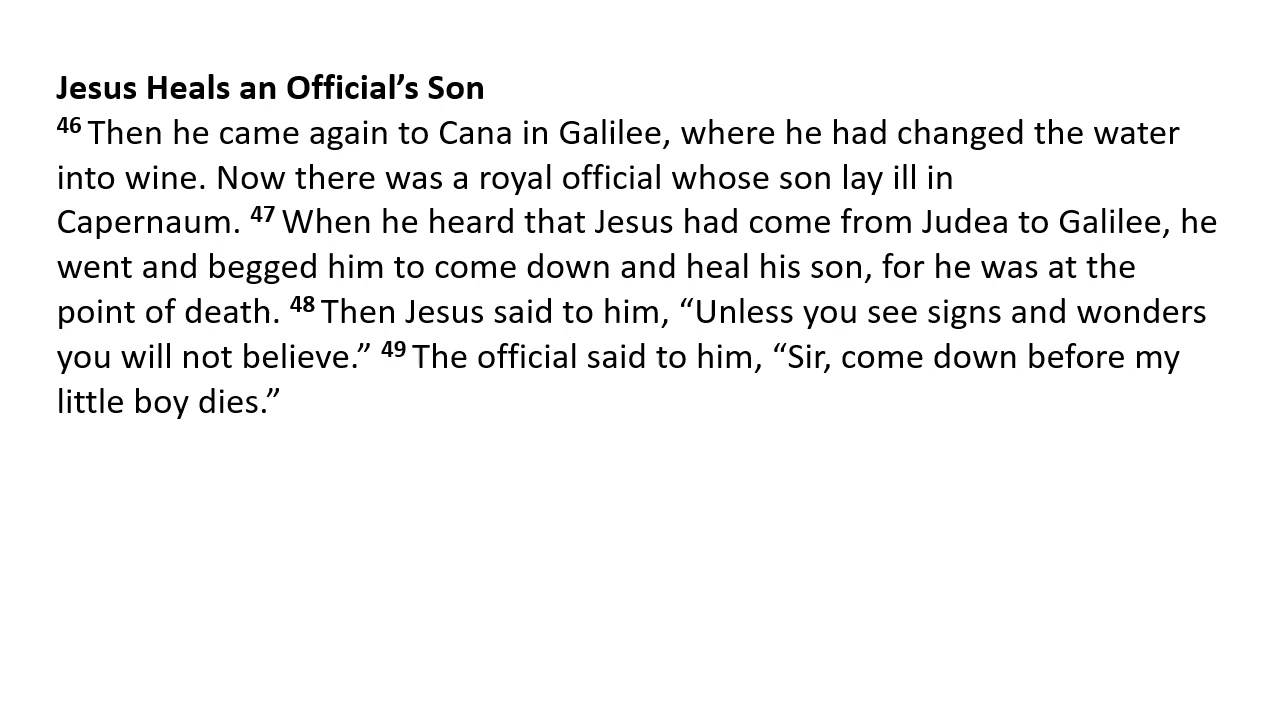 Jesus Heals an Official’s Son
46 Then he came again to Cana in Galilee, where he had changed the water
into wine. Now there was a royal official whose son lay ill in
Capernaum. 47 When he heard that Jesus had come from Judea to Galilee, he
went and begged him to come down and heal his son, for he was at the
point of death. 48 Then Jesus said to him, “Unless you see signs and wonders
you will not believe.” 49 The official said to him, “Sir, come down before my
little boy dies.”